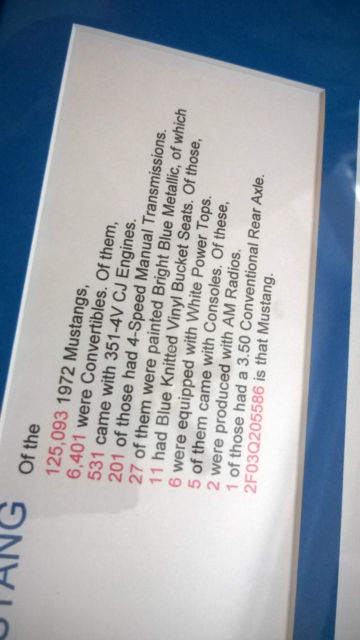 TANG
Of the
125,093 1972 Mustangs,
6,401 were Convertibles. Of them,
531 came with 351-4V CJ Engines.
201 of those had 4-Speed Manual Transmissions.
27 of them were painted Bright Blue Metallic, of which
11 had Blue Knitted Vinyl Bucket Seats. Of those,
6 were equipped with White Power Tops.
5 of them came with Consoles. Of these,
2 were produced with AM Radios.
1 of those had a 3.50 Conventional Rear Axle.
2F03Q205586 is that Mustang.